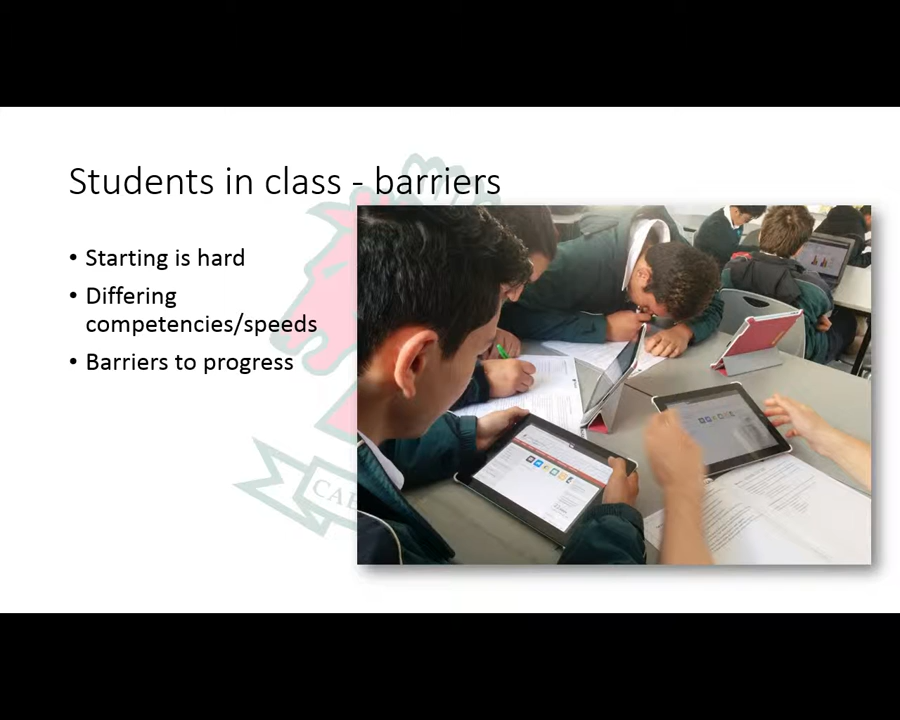 Students in class - barriers
• Starting is hard
• Differing
competencies/speeds
• Barriers to progress